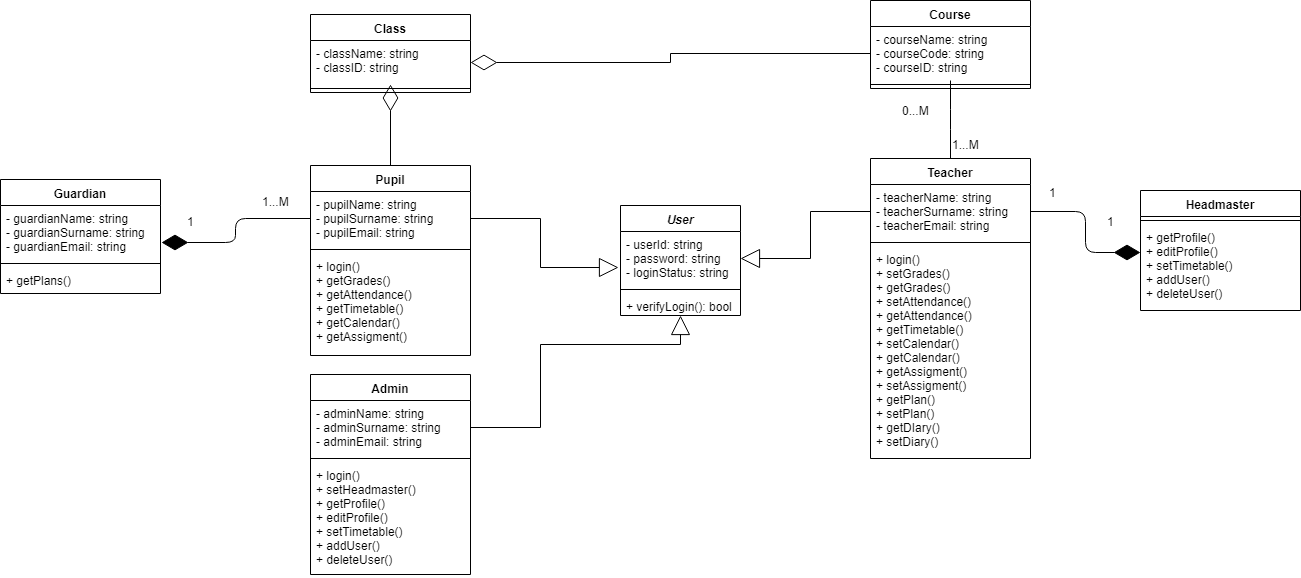 Class
- className: string
- classID: string
Course
- courseName: string
- courseCode: string
- courseID: string
0...M
1...M
Guardian
- guardianName: string
- guardianSurname: string
- guardianEmail: string
+ getPlans()
1
1...M
Pupil
- pupilName: string
- pupilSurname: string
- pupilEmail: string
+ login()
+ getGrades()
+ getAttendance()
+ getTimetable()
+ getCalendar()
+ getAssigment()
User
- userId: string
- password: string
- loginStatus: string
+ verifyLogin(): bool
Teacher
- teacherName: string
- teacherSurname: string
- teacherEmail: string
+ login()
+ setGrades()
+ getGrades()
+ setAttendance()
+ getAttendance()
+ getTimetable()
+ setCalendar()
+ getCalendar()
+ getAssigment()
+ setAssigment()
+ getPlan()
+ setPlan()
+ getDIary()
+ setDiary()
1
1
Headmaster
+ getProfile()
+ editProfile()
+ setTimetable()
+ addUser()
+ deleteUser()
Admin
- adminName: string
- adminSurname: string
- adminEmail: string
+ login()
+ setHeadmaster()
+ getProfile()
+ editProfile()
+ setTimetable()
+ addUser()
+ deleteUser()